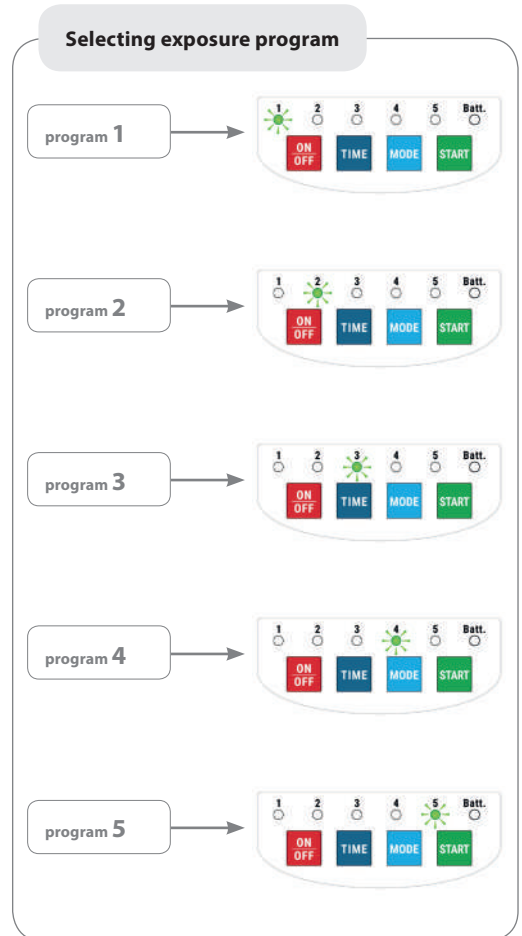 Selecting exposure program
program 1
1 2 3 4 5 Batt.
ON OFF TIME MODE START
program 2
1 2 3 4 5 Batt.
ON OFF TIME MODE START
program 3
1 2 3 4 5 Batt.
ON OFF TIME MODE START
program 4
1 2 3 4 5 Batt.
ON OFF TIME MODE START
program 5
1 2 3 4 5 Batt.
ON OFF TIME MODE START